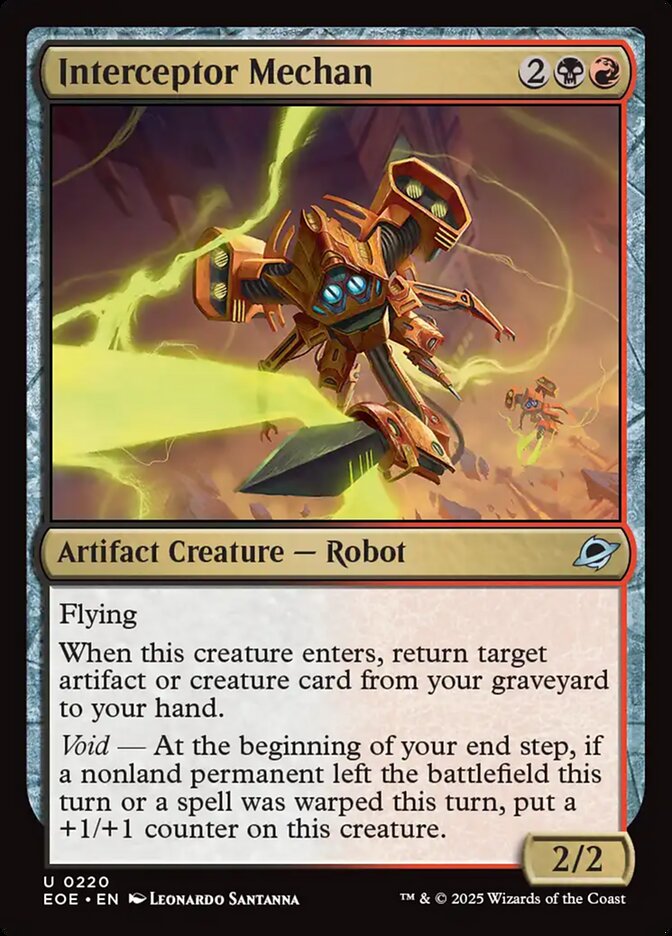 Interceptor Mechan 2
Artifact Creature — Robot
Flying
When this creature enters, return target
artifact or creature card from your graveyard
to your hand.
Void — At the beginning of your end step, if
a nonland permanent left the battlefield this
turn or a spell was warped this turn, put a
+1/+1 counter on this creature.
2/2
U 0220
EOE • EN Leonardo Santanna
™ & © 2025 Wizards of the Coast